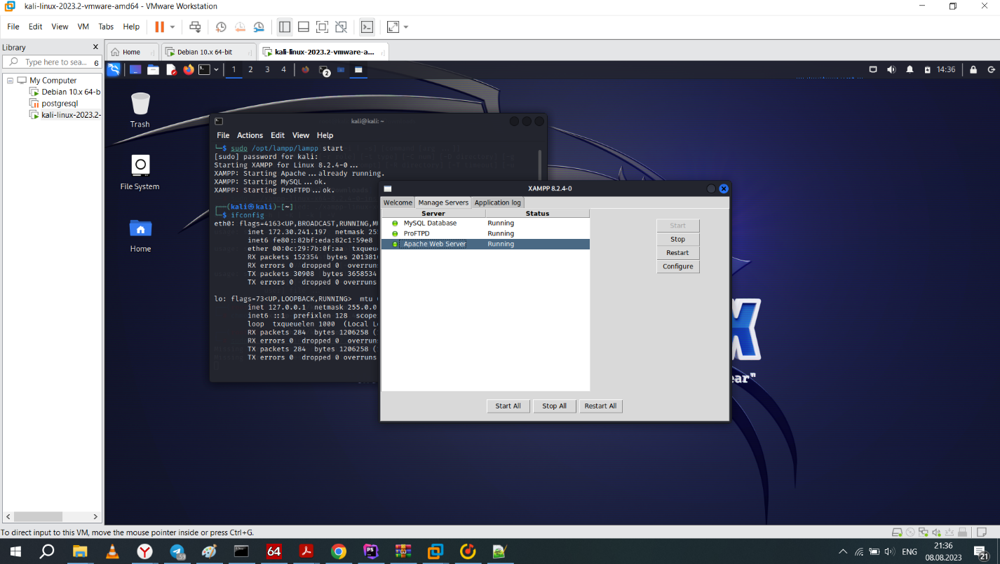 kali-linux-2023.2-vmware-amd64 - VMware Workstation
File Edit View VM Tabs Help
Library X
Type here to sea... 6
My Computer
Debian 10.x 64-b
postgresql
kali-linux-2023.2-
Home
Debian 10.x 64-bit
kali-linux-2023.2-vmware-a...
1 2 3 4
2
14:36
Trash
File System
Home
kali@kali: ~
File Actions Edit View Help
└─$ sudo /opt/lampp/lampp start
[sudo] password for kali:
Starting XAMPP for Linux 8.2.4-0...
XAMPP: Starting Apache...already running.
XAMPP: Starting MySQL...ok.
XAMPP: Starting ProFTPD...ok.
┌──(kali㉿kali)-[~]
└─$ ifconfig
eth0: flags=4163<UP,BROADCAST,RUNNING,MU
inet 172.30.241.197 netmask 255
inet6 fe80::82bf:eda:82c1:59e8
ether 00:0c:29:7b:0f:aa txqueue
RX packets 152354 bytes 2013816
RX errors 0 dropped 0 overruns
TX packets 30908 bytes 3658534
TX errors 0 dropped 0 overruns
lo: flags=73<UP,LOOPBACK,RUNNING> mtu
inet 127.0.0.1 netmask 255.0.0
inet6 ::1 prefixlen 128 scope
loop txqueuelen 1000 (Local Lo
RX packets 284 bytes 1206258 (
RX errors 0 dropped 0 overruns
TX packets 284 bytes 1206258 (
TX errors 0 dropped 0 overruns
XAMPP 8.2.4-0
Welcome Manage Servers Application log
Server Status
MySQL Database Running
ProFTPD Running
Apache Web Server Running
Start
Stop
Restart
Configure
Start All Stop All Restart All
ear"
To direct input to this VM, move the mouse pointer inside or press Ctrl+G.
59
64
PS
ENG
21:36
08.08.2023
21